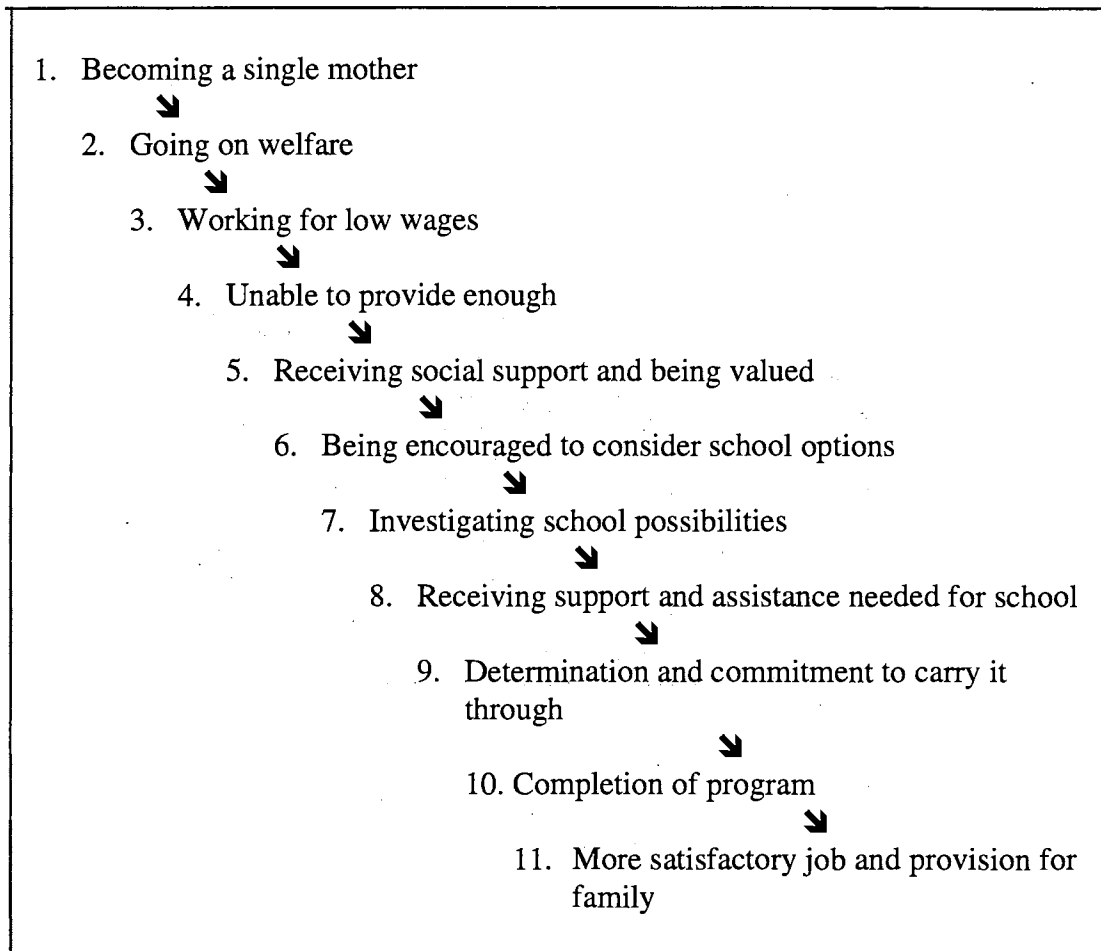 1. Becoming a single mother
2. Going on welfare
3. Working for low wages
4. Unable to provide enough
5. Receiving social support and being valued
6. Being encouraged to consider school options
7. Investigating school possibilities
8. Receiving support and assistance needed for school
9. Determination and commitment to carry it
through
10. Completion of program
11. More satisfactory job and provision for
family